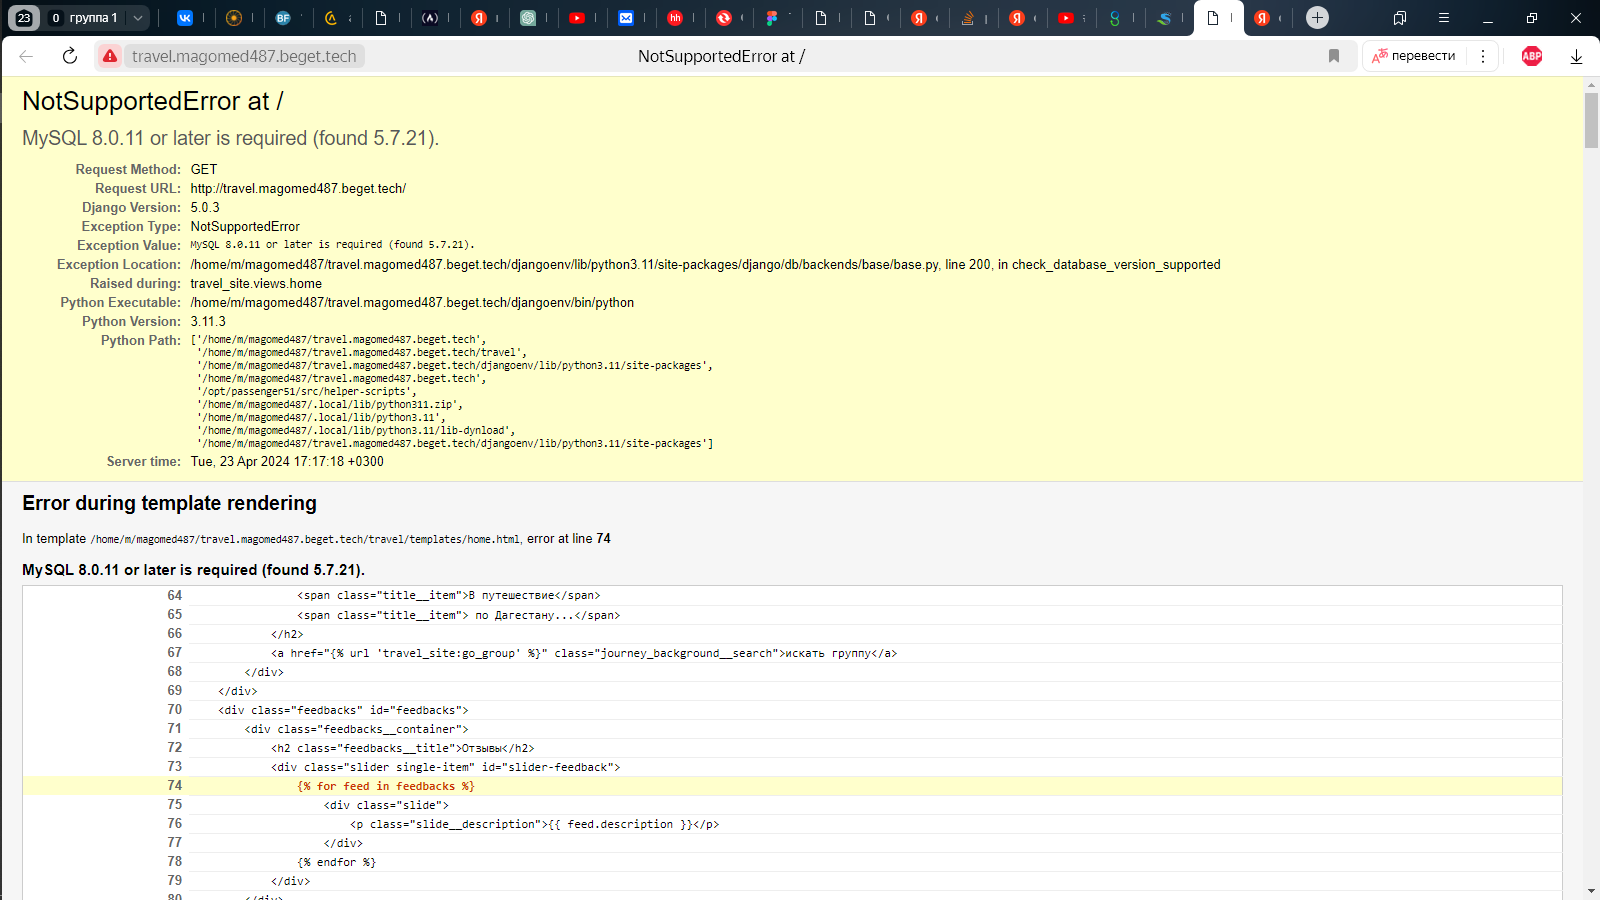 23 0 группа 1
travel.magomed487.beget.tech NotSupportedError at / перевести ABP
NotSupportedError at /
MySQL 8.0.11 or later is required (found 5.7.21).
Request Method: GET
Request URL: http://travel.magomed487.beget.tech/
Django Version: 5.0.3
Exception Type: NotSupportedError
Exception Value: MySQL 8.0.11 or later is required (found 5.7.21).
Exception Location: /home/m/magomed487/travel.magomed487.beget.tech/djangoenv/lib/python3.11/site-packages/django/db/backends/base/base.py, line 200, in check_database_version_supported
Raised during: travel_site.views.home
Python Executable: /home/m/magomed487/travel.magomed487.beget.tech/djangoenv/bin/python
Python Version: 3.11.3
Python Path: ['/home/m/magomed487/travel.magomed487.beget.tech',
'/home/m/magomed487/travel.magomed487.beget.tech/travel',
'/home/m/magomed487/travel.magomed487.beget.tech/djangoenv/lib/python3.11/site-packages',
'/home/m/magomed487/travel.magomed487.beget.tech',
'/opt/passenger51/src/helper-scripts',
'/home/m/magomed487/.local/lib/python311.zip',
'/home/m/magomed487/.local/lib/python3.11',
'/home/m/magomed487/.local/lib/python3.11/lib-dynload',
'/home/m/magomed487/travel.magomed487.beget.tech/djangoenv/lib/python3.11/site-packages']
Server time: Tue, 23 Apr 2024 17:17:18 +0300
Error during template rendering
In template /home/m/magomed487/travel.magomed487.beget.tech/travel/templates/home.html, error at line 74
MySQL 8.0.11 or later is required (found 5.7.21).
64 <span class="title__item">В путешествие</span>
65 <span class="title__item"> по Дагестану...</span>
66 </h2>
67 <a href="{% url 'travel_site:go_group' %}" class="journey_background__search">искать группу</a>
68 </div>
69 </div>
70 <div class="feedbacks" id="feedbacks">
71 <div class="feedbacks__container">
72 <h2 class="feedbacks__title">Отзывы</h2>
73 <div class="slider single-item" id="slider-feedback">
74 {% for feed in feedbacks %}
75 <div class="slide">
76 <p class="slide__description">{{ feed.description }}</p>
77 </div>
78 {% endfor %}
79 </div>
80 </div>